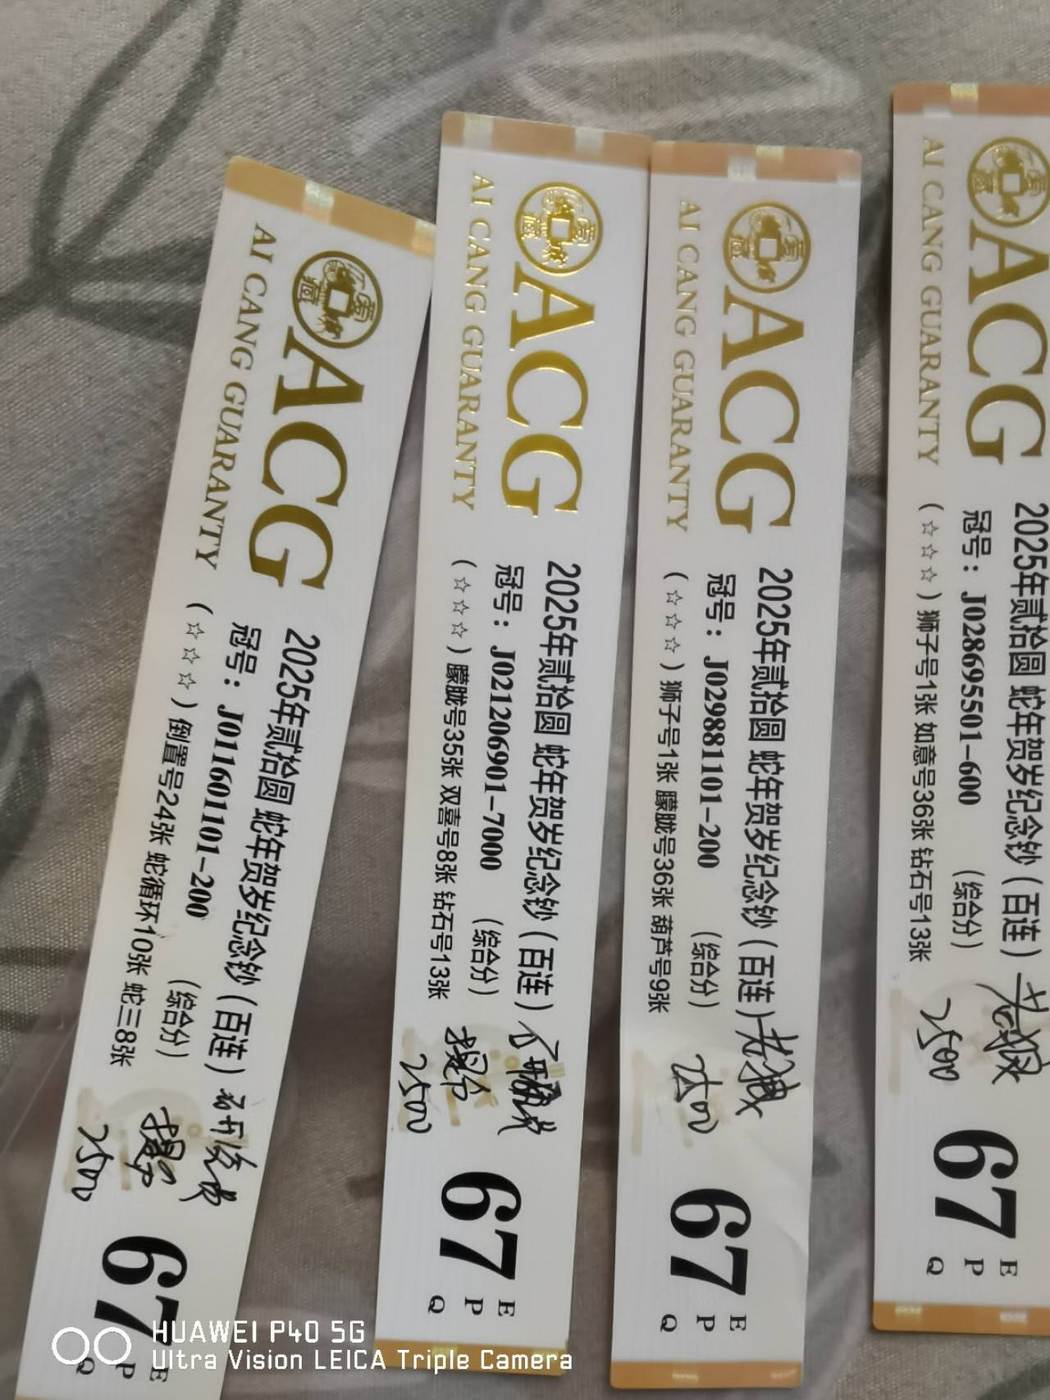 ACG
AI CANG GUARANTY
2025年贰拾圆 蛇年贺岁纪念钞 (百连)
冠号: J011601101-200 (综合分)
(☆☆☆☆) 倒置号24张 蛇循环10张 蛇三8张
2500
67
E
P
Q
ACG
AI CANG GUARANTY
2025年贰拾圆 蛇年贺岁纪念钞 (百连)
冠号: J021206901-7000 (综合分)
(☆☆☆) 朦胧号35张 双喜号8张 钻石号13张
2500
67
E
P
Q
ACG
AI CANG GUARANTY
2025年贰拾圆 蛇年贺岁纪念钞 (百连)
冠号: J029881101-200 (综合分)
(☆☆☆) 狮子号1张 朦胧号36张 葫芦号9张
67
E
P
Q
ACG
AI CANG GUARANTY
2025年贰拾圆 蛇年贺岁纪念钞 (百连)
冠号: J028695501-600 (综合分)
(☆☆☆) 狮子号1张 如意号36张 钻石号13张
2500
67
E
P
Q
HUAWEI P40 5G
Ultra Vision LEICA Triple Camera